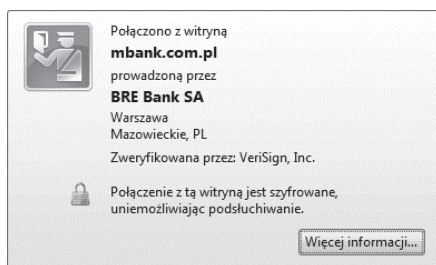 Połączono z witryną
mbank.com.pl
prowadzoną przez
BRE Bank SA
Warszawa
Mazowieckie, PL
Zweryfikowana przez: VeriSign, Inc.
Połączenie z tą witryną jest szyfrowane,
uniemożliwiając podsłuchiwanie.
Więcej informacji...